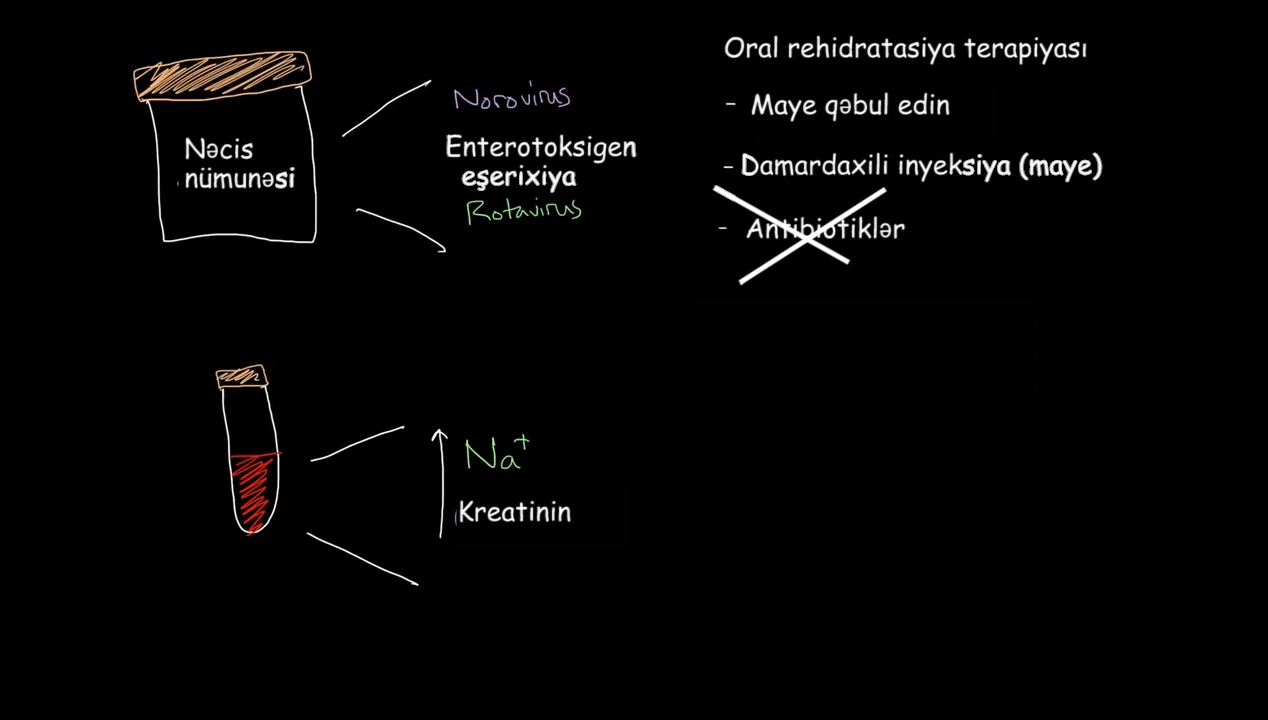 Nəcis
nümunəsi
Norovirus
Enterotoksigen
eşerixiya
Rotavirus
Oral rehidratasiya terapiyası
- Maye qəbul edin
- Damardaxili inyeksiya (maye)
- Antibiotiklər
Na+
Kreatinin